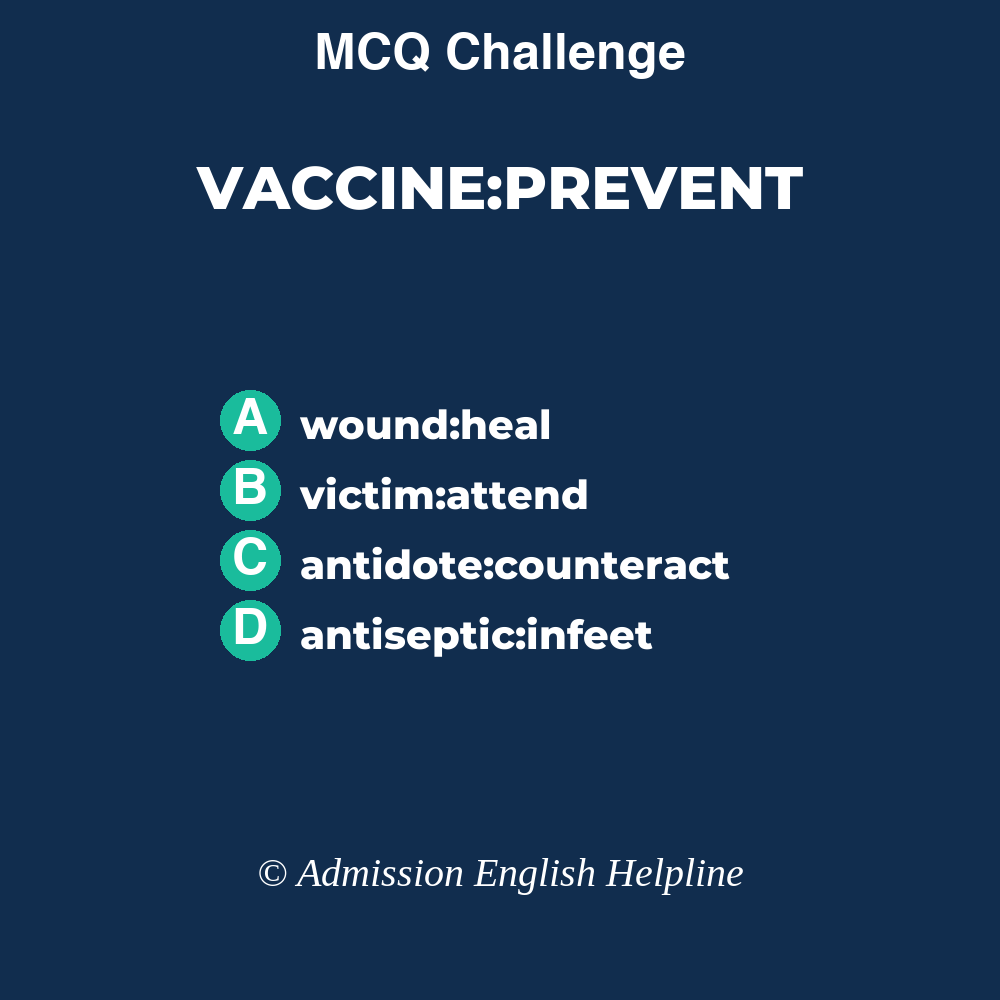 MCQ Challenge
VACCINE:PREVENT
A wound:heal
B victim:attend
C antidote:counteract
D antiseptic:infeet
© Admission English Helpline